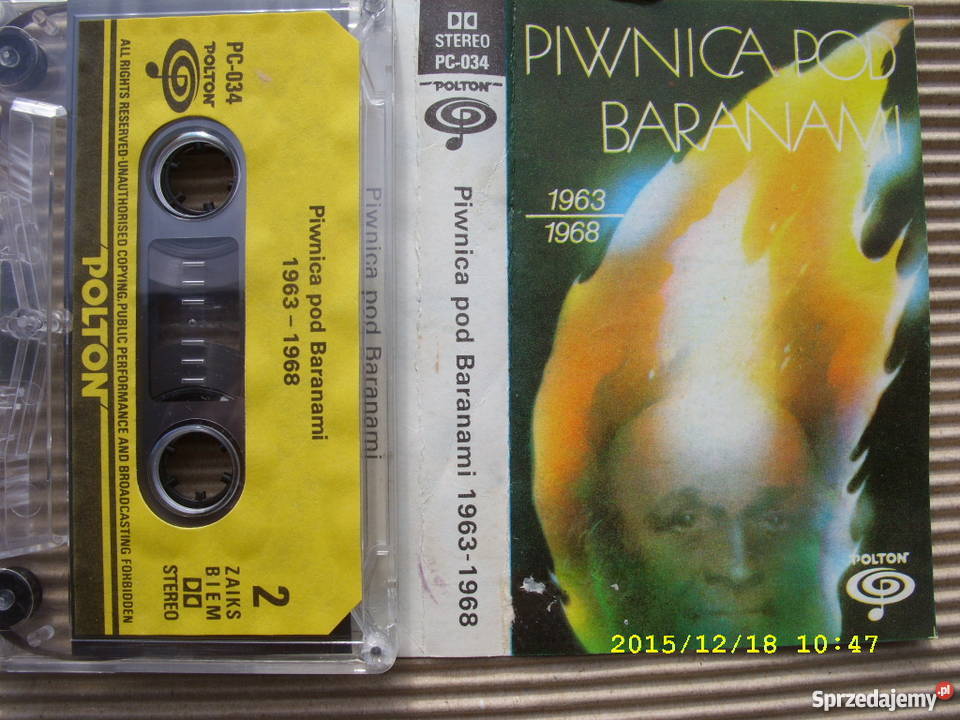 PC-034
POLTON
ALL RIGHTS RESERVED·UNAUTHORISED COPYING, PUBLIC PERFORMANCE AND BROADCASTING FORBIDDEN
POLTON
Piwnica pod Baranami
1963–1968
2
ZAIKS
BIEM
STEREO
Piwnica pod Baranami
STEREO
PC-034
POLTON
Piwnica pod Baranami 1963-1968
PIWNICA POD
BARANAMI
1963
1968
POLTON
2015/12/18 10:47
Sprzedajemy.pl